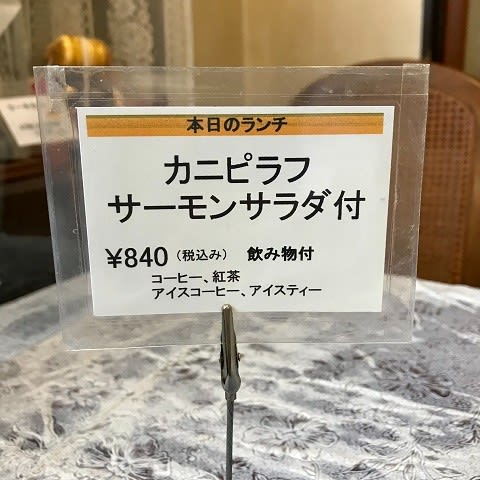 本日のランチ
カニピラフ
サーモンサラダ付
¥840 (税込み) 飲み物付
コーヒー、紅茶
アイスコーヒー、アイスティー